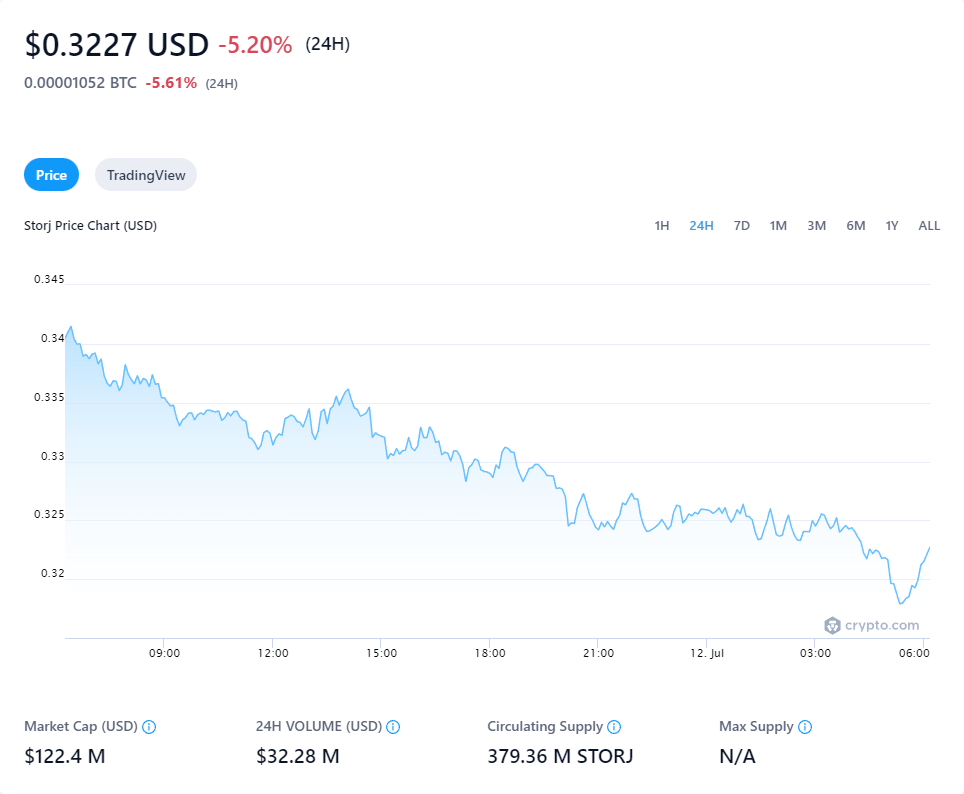 $0.3227 USD -5.20% (24H)
0.00001052 BTC -5.61% (24H)
Price TradingView
Storj Price Chart (USD) 1H 24H 7D 1M 3M 6M 1Y ALL
0.345
0.34
0.335
0.33
0.325
0.32
crypto.com
09:00 12:00 15:00 18:00 21:00 12. Jul 03:00 06:00
Market Cap (USD) 24H VOLUME (USD) Circulating Supply Max Supply
$122.4 M $32.28 M 379.36 M STORJ N/A